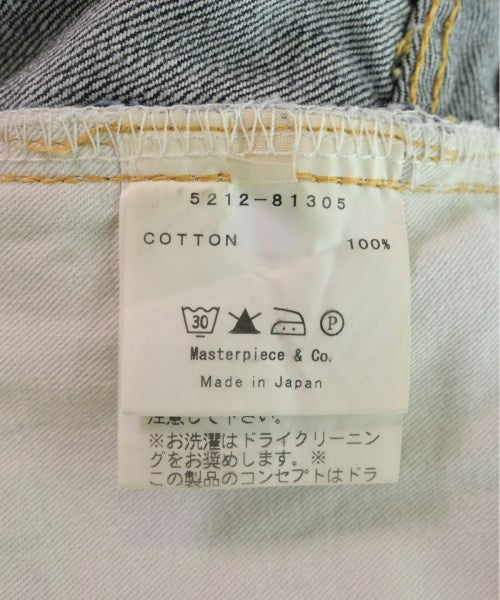 5212-81305
COTTON 100%
30 P
Masterpiece & Co.
Made in Japan
注意して下さい。
※お洗濯はドライクリーニン
グをお奨めします。※
この製品のコンセプトはドラ